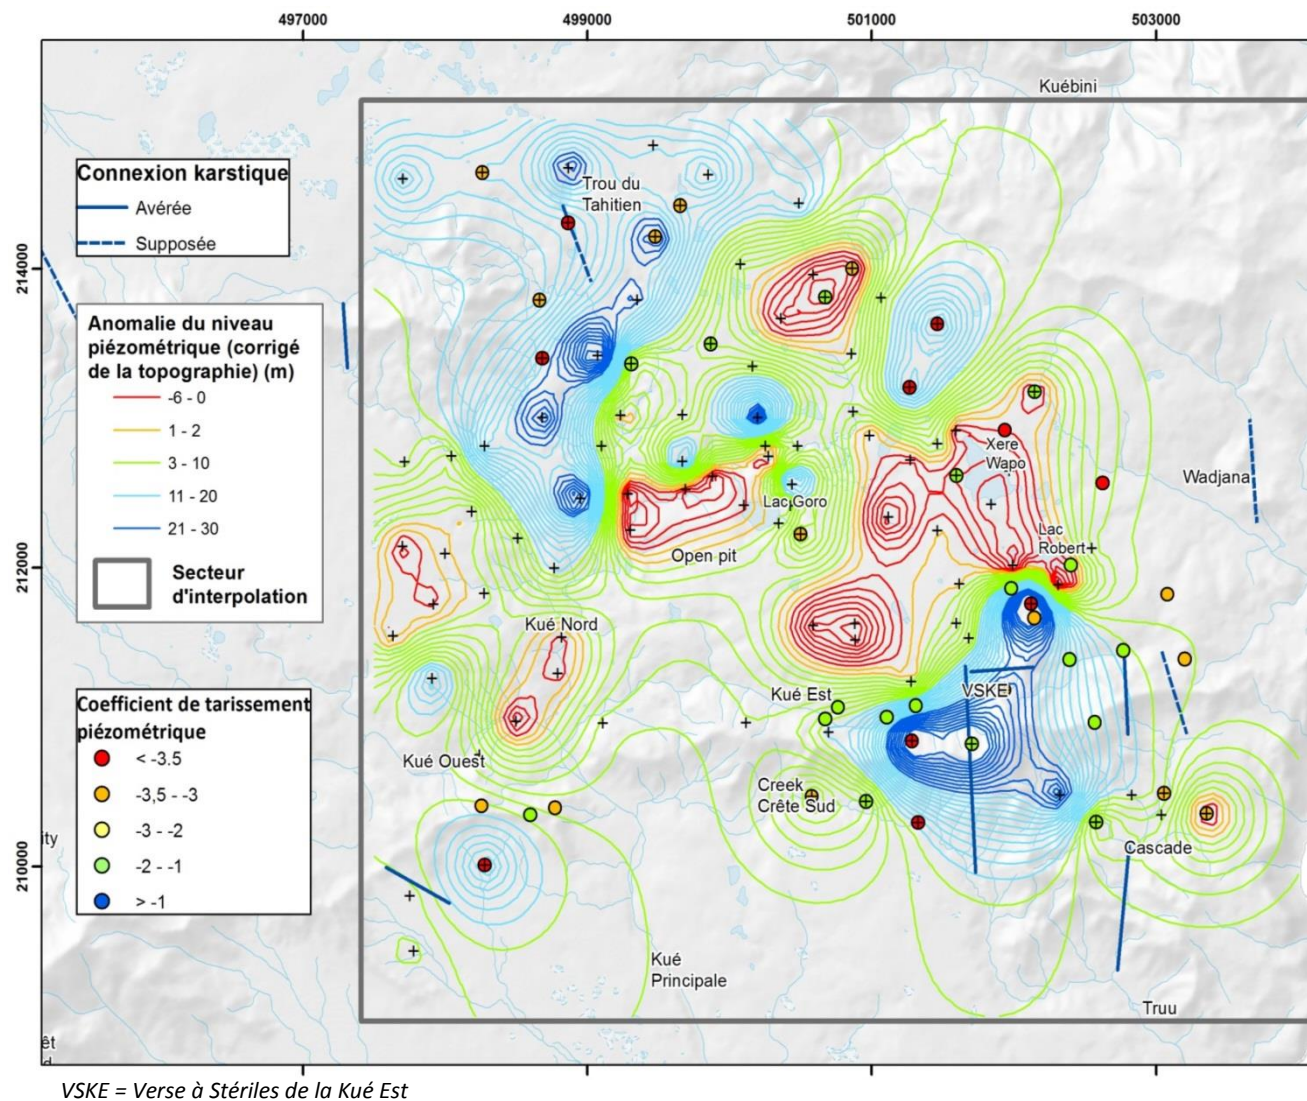 497000
499000
501000
503000
Kuébini
Connexion karstique
Avérée
Supposée
Trou du
Tahitien
214000
Anomalie du niveau
piézométrique (corrigé
de la topographie) (m)
-6 - 0
1 - 2
3 - 10
11 - 20
21 - 30
Secteur
d'interpolation
Xere
Wapo
Wadjana
Lac Goro
Lac
Robert
Open pit
212000
Kué Nord
Kué Est
VSKE
Coefficient de tarissement
piézométrique
< -3.5
-3,5 - -3
-3 - -2
-2 - -1
> -1
Kué Ouest
Creek
Crête Sud
Cascade
ity
210000
Kué
Principale
Truu
êt
d
VSKE = Verse à Stériles de la Kué Est